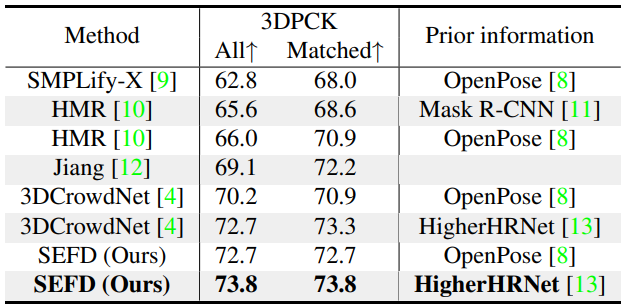 Method 3DPCK Prior information
All↑ Matched↑
SMPLify-X [9] 62.8 68.0 OpenPose [8]
HMR [10] 65.6 68.6 Mask R-CNN [11]
HMR [10] 66.0 70.9 OpenPose [8]
Jiang [12] 69.1 72.2
3DCrowdNet [4] 70.2 70.9 OpenPose [8]
3DCrowdNet [4] 72.7 73.3 HigherHRNet [13]
SEFD (Ours) 72.7 72.7 OpenPose [8]
SEFD (Ours) 73.8 73.8 HigherHRNet [13]